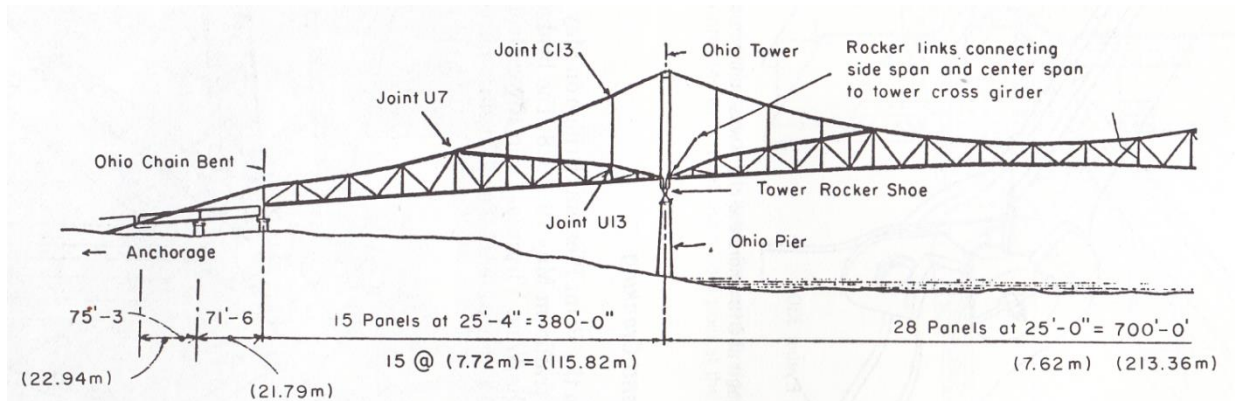 Joint C13
Ohio Tower
Rocker links connecting
side span and center span
to tower cross girder
Joint U7
Ohio Chain Bent
Tower Rocker Shoe
Joint U13
Anchorage
Ohio Pier
75'-3
71'-6
15 Panels at 25'-4"=380'-0"
28 Panels at 25'-0"= 700'-0'
15 @ (7.72m)=(115.82m)
(7.62m) (213.36m)
(22.94m)
(21.79m)